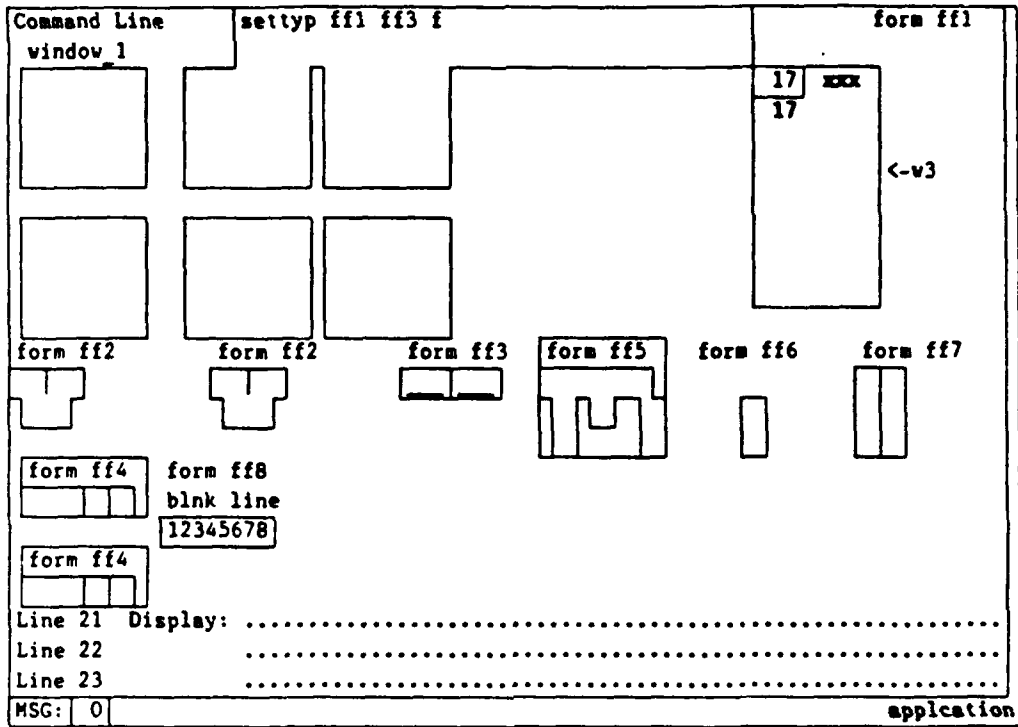 Command Line settyp ff1 ff3 f form ff1
window_1
17 xxx
17
<-w3
form ff2 form ff2 form ff3 form ff5 form ff6 form ff7
form ff4 form ff8
blnk line
12345678
form ff4
Line 21 Display: ............................................................
Line 22 ............................................................
Line 23 ............................................................
MSG: 0 applcation